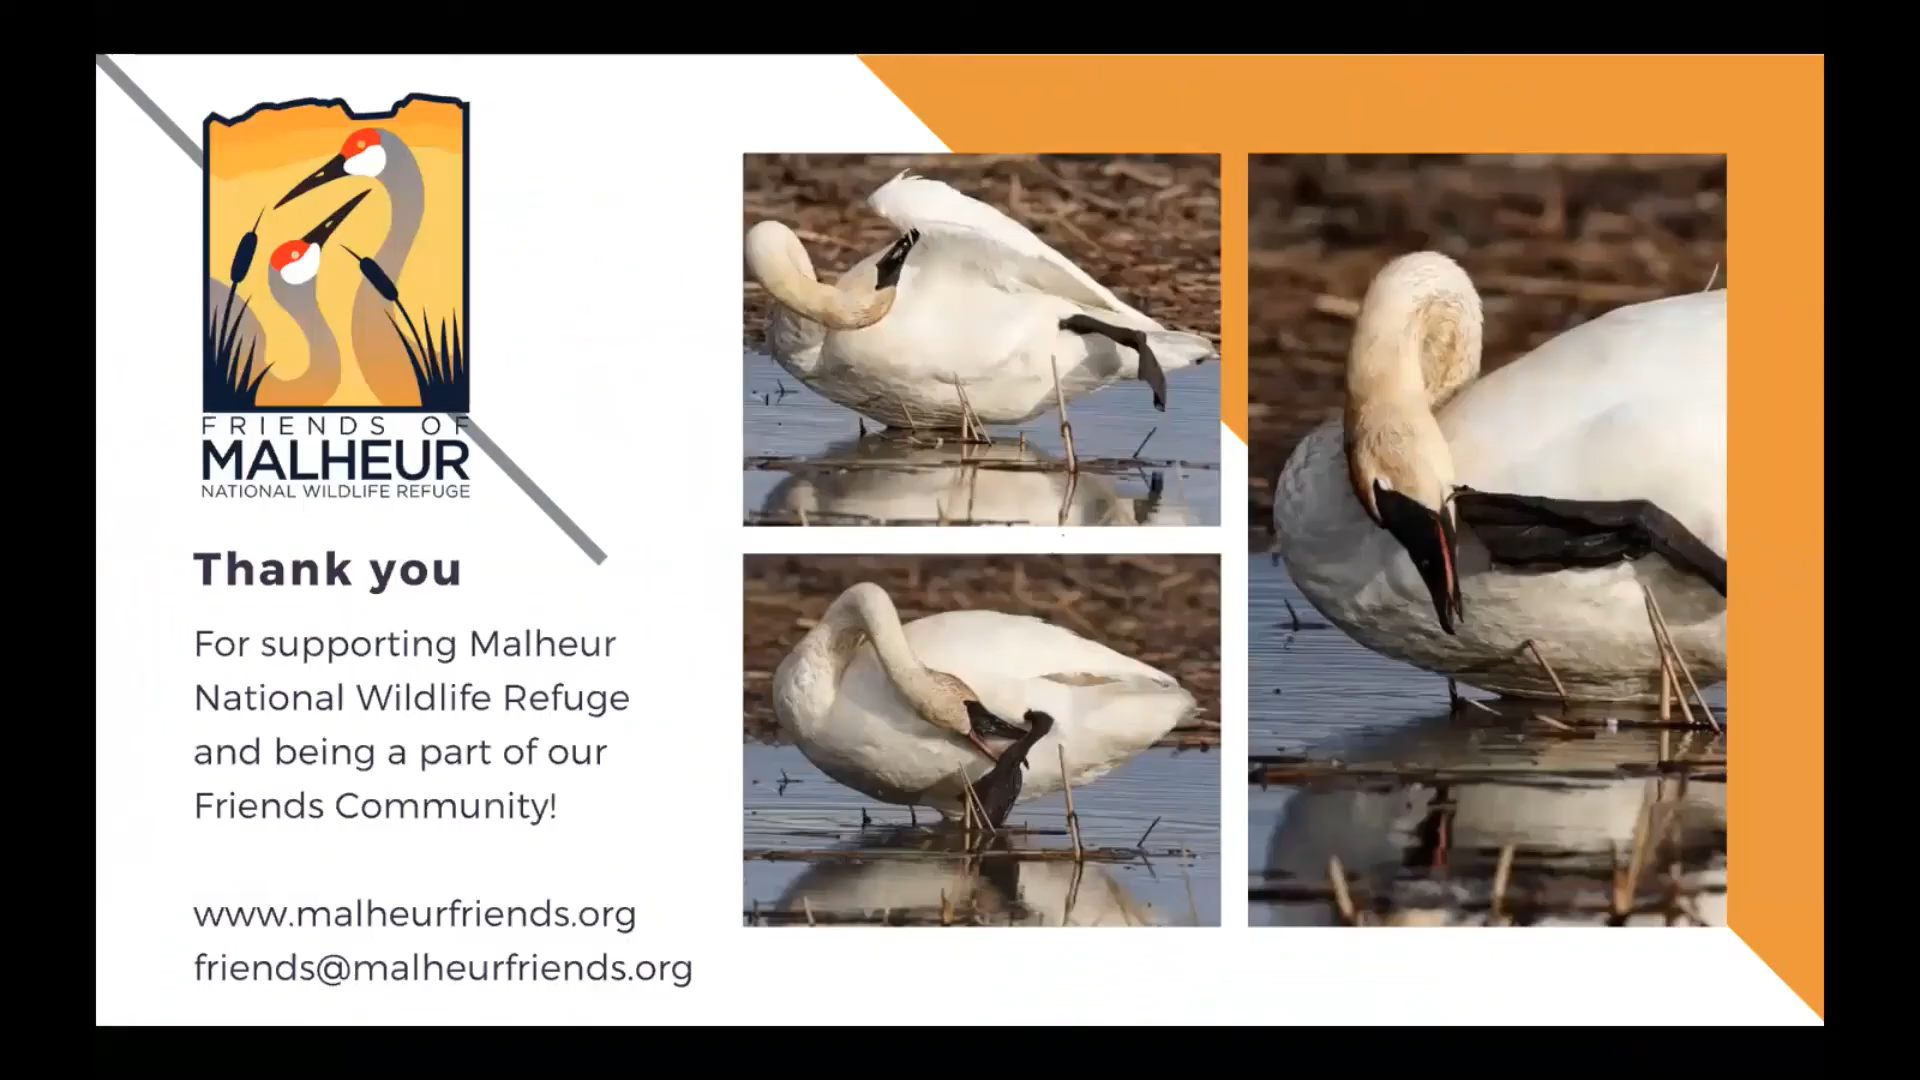 FRIENDS OF
MALHEUR
NATIONAL WILDLIFE REFUGE
Thank you
For supporting Malheur
National Wildlife Refuge
and being a part of our
Friends Community!
www.malheurfriends.org
friends@malheurfriends.org